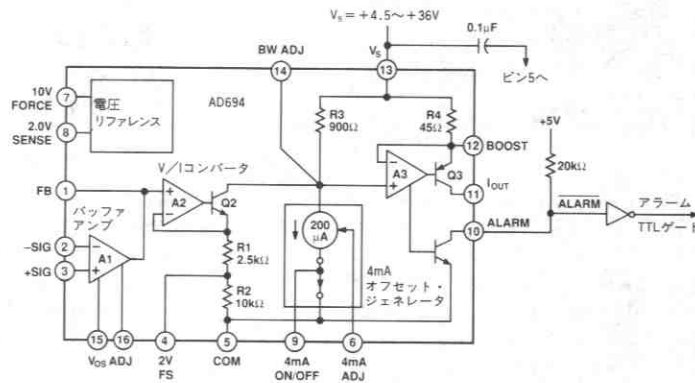 Vs=+4.5~+36V
0.1μF
BW ADJ
Vs
ピン5へ
14
13
7
10V
FORCE
電圧
リファレンス
AD694
R3
900Ω
R4
45Ω
+5V
8
2.0V
SENSE
12
BOOST
20kΩ
V/Iコンバータ
A3
Q3
FB
1
A2
Q2
11
IOUT
ALARM
アラーム
TTLゲート
バッファ
アンプ
200
μA
10
ALARM
-SIG
2
A1
R1
2.5kΩ
+SIG
3
4mA
オフセット・
ジェネレータ
R2
10kΩ
15
16
4
5
9
6
VOS ADJ
2V
FS
COM
4mA
ON/OFF
4mA
ADJ